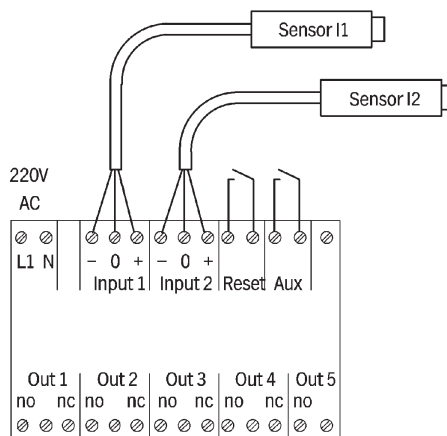 Sensor I1
Sensor I2
220V
AC
L1 N - 0 + - 0 +
Input 1 Input 2 Reset Aux
Out 1 Out 2 Out 3 Out 4 Out 5
no nc no nc no nc no nc no